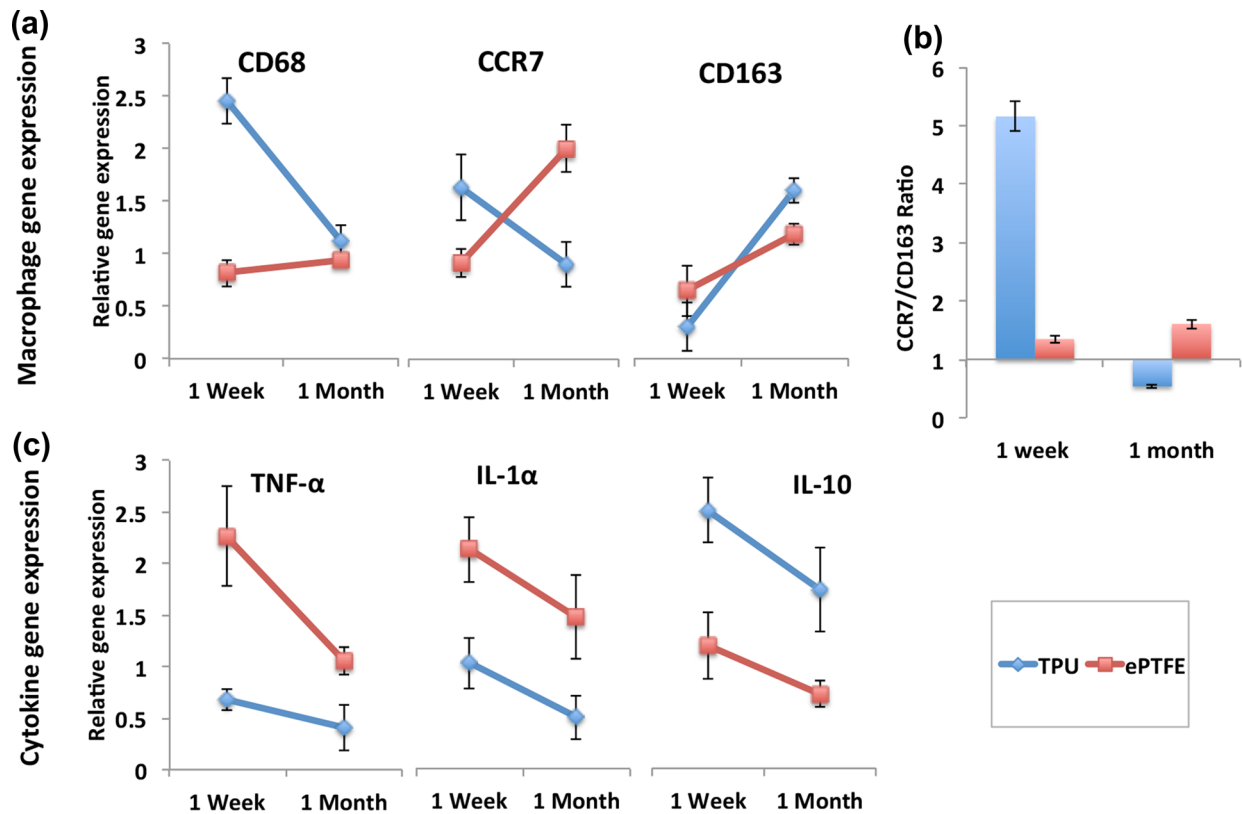 (a)
Macrophage gene expression
Relative gene expression
3
2.5
2
1.5
1
0.5
0
CD68
CCR7
CD163
1 Week
1 Month
1 Week
1 Month
1 Week
1 Month
(b)
CCR7/CD163 Ratio
6
5
4
3
2
1
0
1 week
1 month
(c)
Cytokine gene expression
Relative gene expression
3
2.5
2
1.5
1
0.5
0
TNF-α
IL-1α
IL-10
1 Week
1 Month
1 Week
1 Month
1 Week
1 Month
TPU
ePTFE